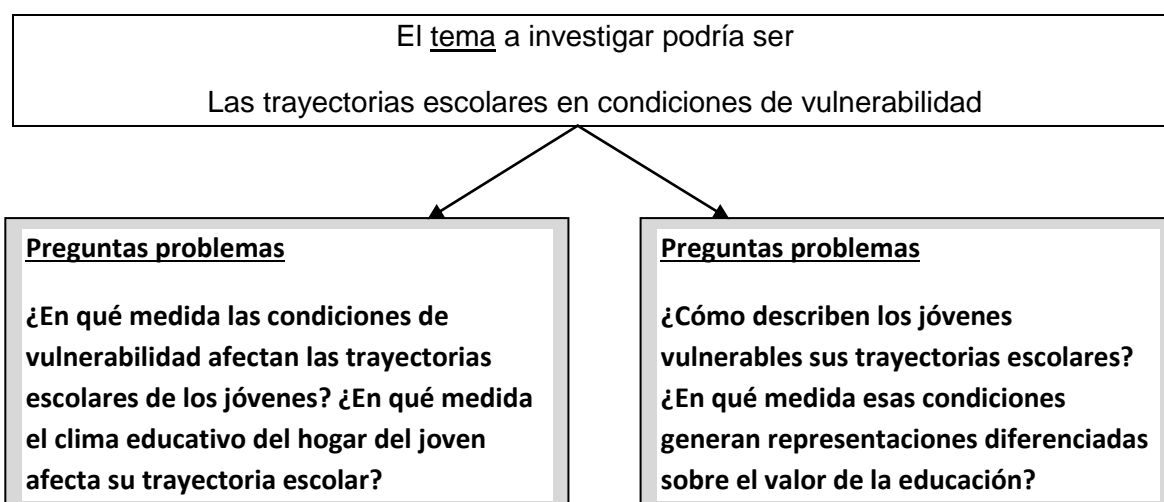 El tema a investigar podría ser
Las trayectorias escolares en condiciones de vulnerabilidad
Preguntas problemas
¿En qué medida las condiciones de
vulnerabilidad afectan las trayectorias
escolares de los jóvenes? ¿En qué medida
el clima educativo del hogar del joven
afecta su trayectoria escolar?
Preguntas problemas
¿Cómo describen los jóvenes
vulnerables sus trayectorias escolares?
¿En qué medida esas condiciones
generan representaciones diferenciadas
sobre el valor de la educación?